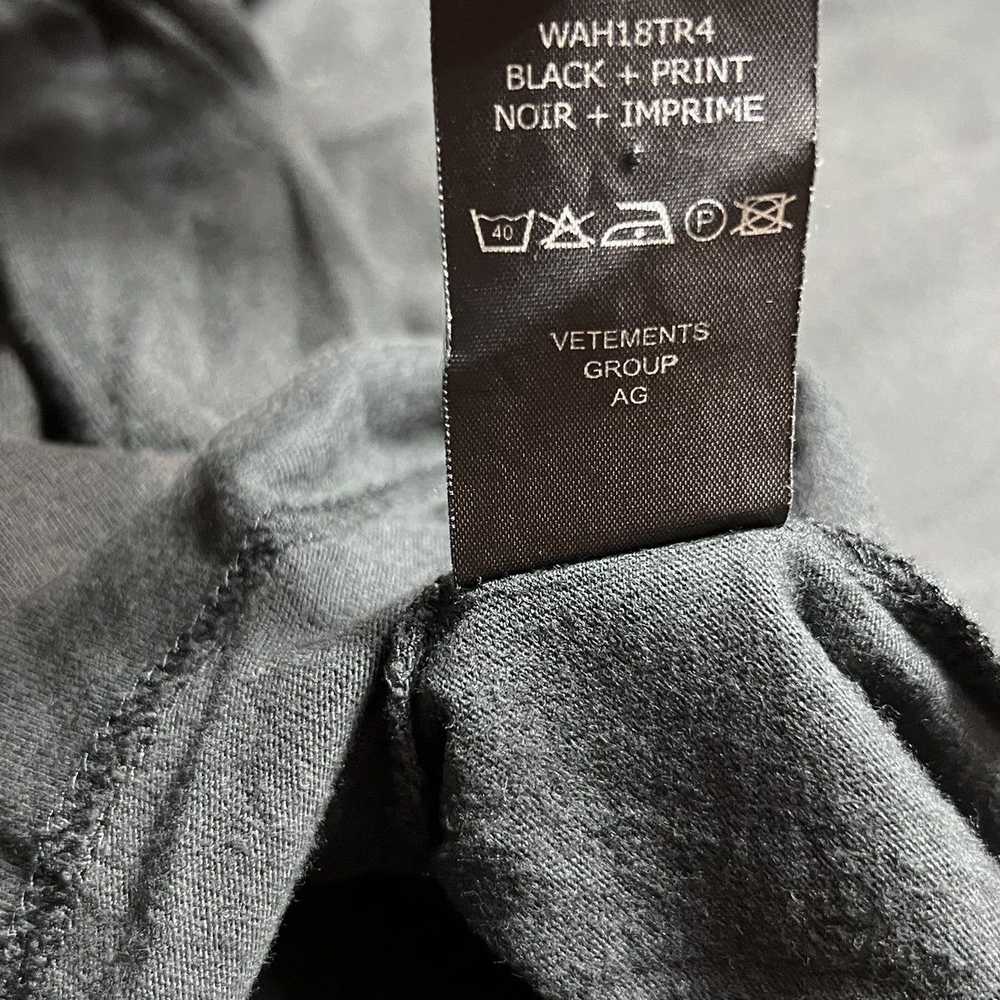 WAH18TR4
BLACK + PRINT
NOIR + IMPRIME
40 P
VETEMENTS
GROUP
AG